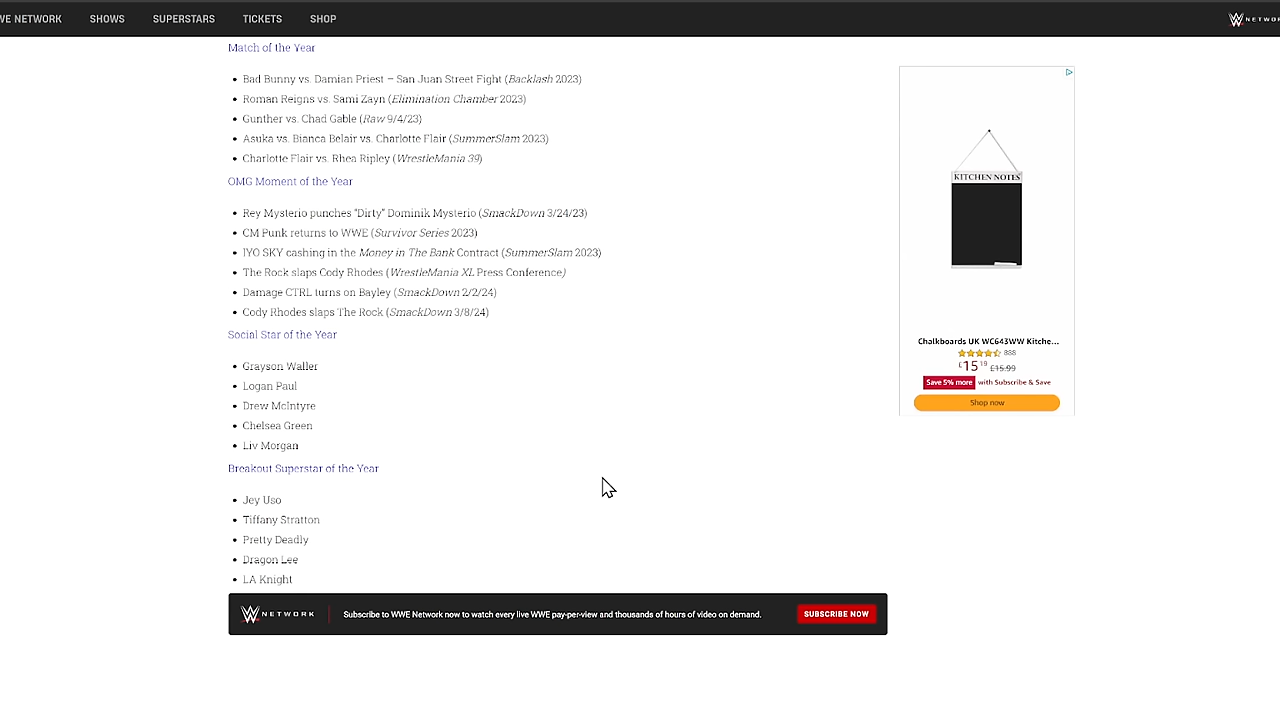 WE NETWORK SHOWS SUPERSTARS TICKETS SHOP
W NETWOR
Match of the Year
Bad Bunny vs. Damian Priest – San Juan Street Fight (Backlash 2023)
Roman Reigns vs. Sami Zayn (Elimination Chamber 2023)
Gunther vs. Chad Gable (Raw 9/4/23)
Asuka vs. Bianca Belair vs. Charlotte Flair (SummerSlam 2023)
Charlotte Flair vs. Rhea Ripley (WrestleMania 39)
OMG Moment of the Year
Rey Mysterio punches “Dirty” Dominik Mysterio (SmackDown 3/24/23)
CM Punk returns to WWE (Survivor Series 2023)
IYO SKY cashing in the Money in The Bank Contract (SummerSlam 2023)
The Rock slaps Cody Rhodes (WrestleMania XL Press Conference)
Damage CTRL turns on Bayley (SmackDown 2/2/24)
Cody Rhodes slaps The Rock (SmackDown 3/8/24)
Social Star of the Year
Grayson Waller
Logan Paul
Drew McIntyre
Chelsea Green
Liv Morgan
Breakout Superstar of the Year
Jey Uso
Tiffany Stratton
Pretty Deadly
Dragon Lee
LA Knight
W NETWORK Subscribe to WWE Network now to watch every live WWE pay-per-view and thousands of hours of video on demand. SUBSCRIBE NOW
KITCHEN NOTES
Chalkboards UK WC643WW Kitche...
888
£15.19 £15.99
Save 5% more with Subscribe & Save
Shop now